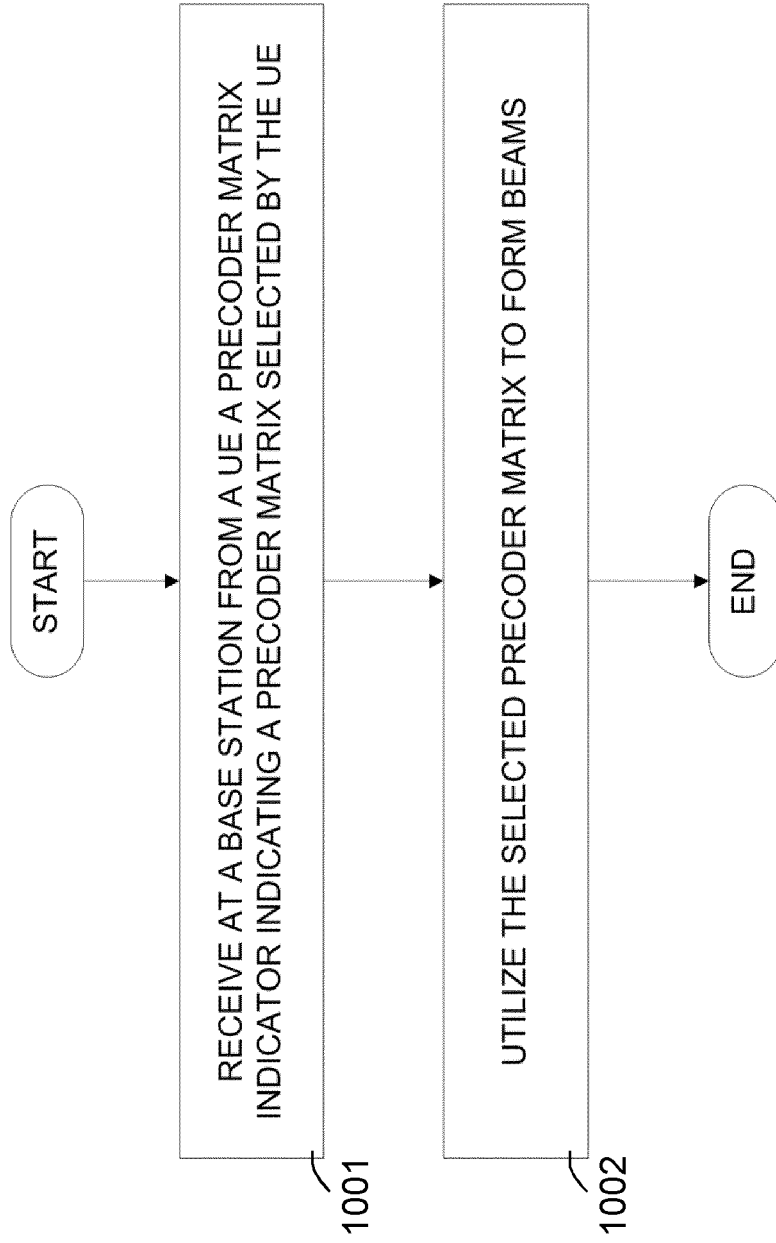 START
RECEIVE AT A BASE STATION FROM A UE A PRECODER MATRIX
INDICATOR INDICATING A PRECODER MATRIX SELECTED BY THE UE
1001
UTILIZE THE SELECTED PRECODER MATRIX TO FORM BEAMS
1002
END